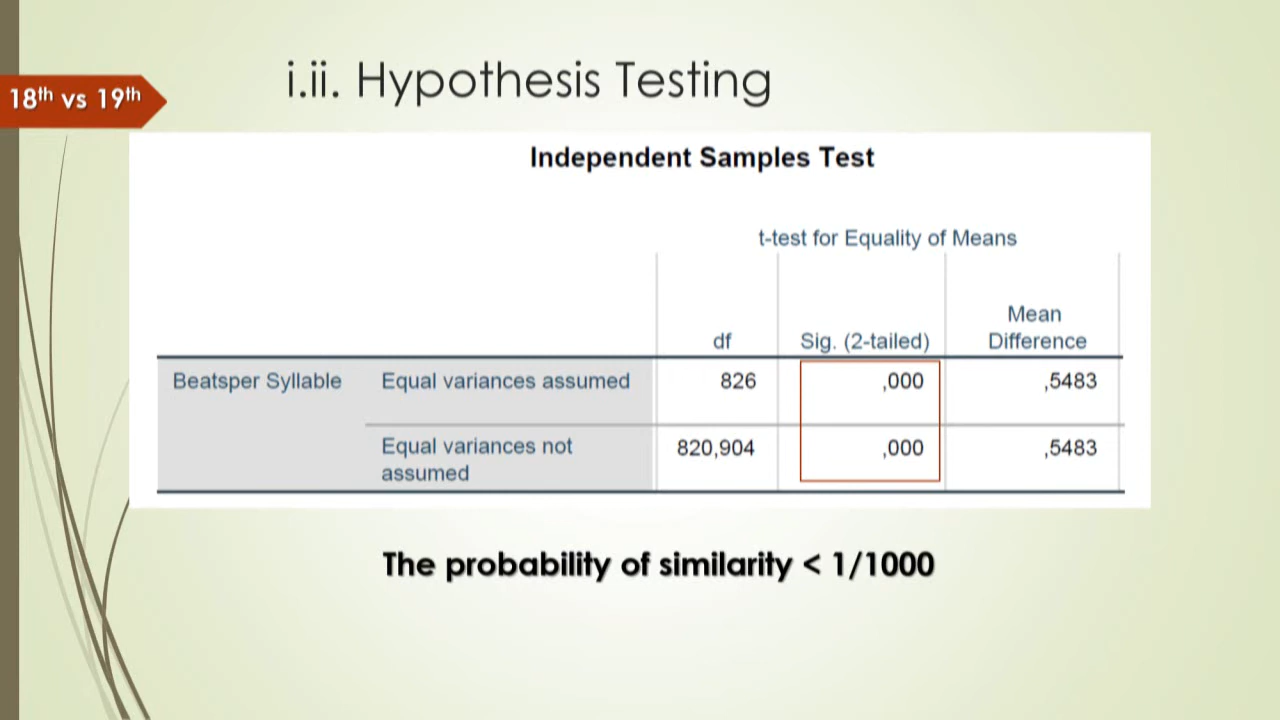 18th vs 19th
i.ii. Hypothesis Testing
Independent Samples Test
t-test for Equality of Means
df Sig. (2-tailed) Mean Difference
Beatsper Syllable Equal variances assumed 826 ,000 ,5483
Equal variances not assumed 820,904 ,000 ,5483
The probability of similarity < 1/1000